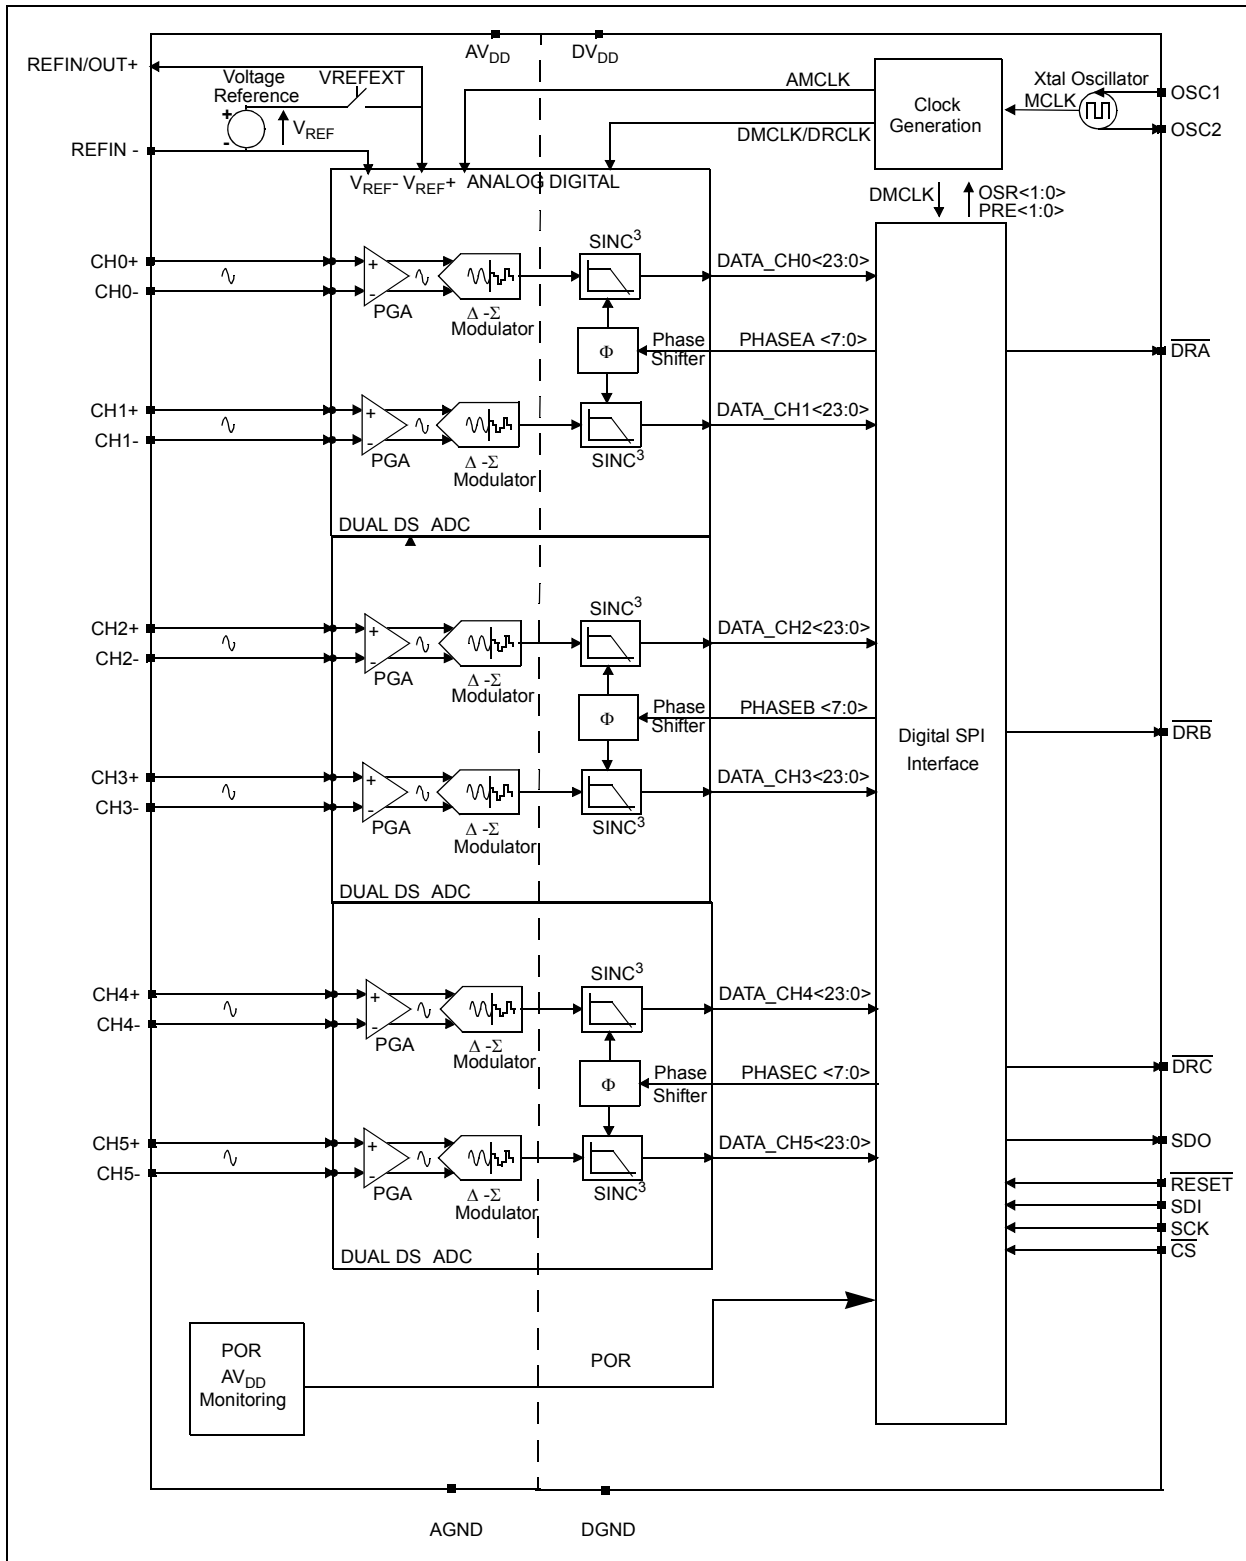 AVDD
DVDD
REFIN/OUT+
Voltage
Reference
VREFEXT
+
-
VREF
REFIN -
AMCLK
DMCLK/DRCLK
Clock
Generation
Xtal Oscillator
MCLK
OSC1
OSC2
VREF- VREF+ ANALOG DIGITAL
DMCLK
OSR<1:0>
PRE<1:0>
CH0+
CH0-
+
-
PGA
Δ -Σ
Modulator
SINC3
DATA_CH0<23:0>
Φ
Phase
Shifter
PHASEA <7:0>
DRA
CH1+
CH1-
+
-
PGA
Δ -Σ
Modulator
SINC3
DATA_CH1<23:0>
DUAL DS ADC
CH2+
CH2-
+
-
PGA
Δ -Σ
Modulator
SINC3
DATA_CH2<23:0>
Φ
Phase
Shifter
PHASEB <7:0>
Digital SPI
Interface
DRB
CH3+
CH3-
+
-
PGA
Δ -Σ
Modulator
SINC3
DATA_CH3<23:0>
DUAL DS ADC
CH4+
CH4-
+
-
PGA
Δ -Σ
Modulator
SINC3
DATA_CH4<23:0>
Φ
Phase
Shifter
PHASEC <7:0>
DRC
CH5+
CH5-
+
-
PGA
Δ -Σ
Modulator
SINC3
DATA_CH5<23:0>
SDO
RESET
SDI
SCK
CS
DUAL DS ADC
POR
AVDD
Monitoring
POR
AGND
DGND